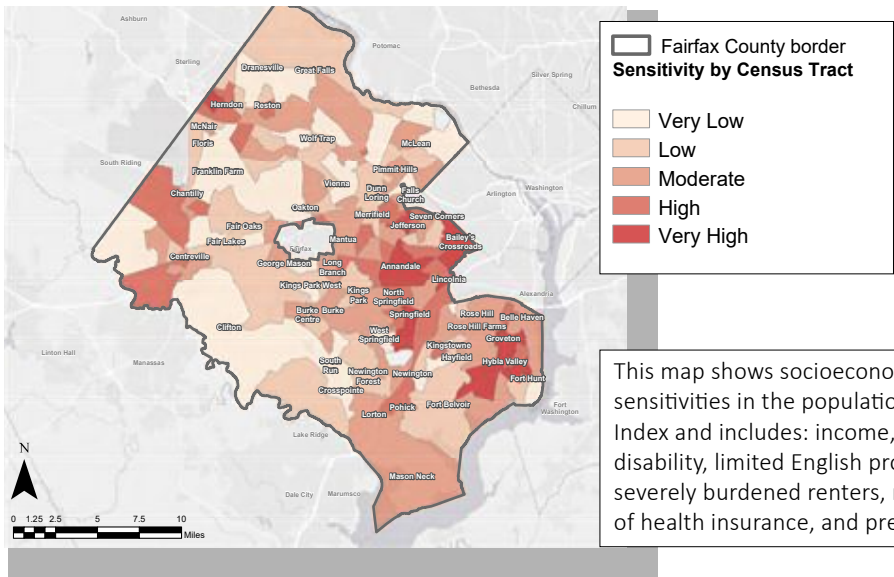 Ashburn
Potomac
Sterling
Dranesville
Great Falls
Silver Spring
Bethesda
Chillum
Herndon
Reston
McNair
Wolf Trap
McLean
Floris
South Riding
Franklin Farm
Pimmit Hills
Vienna
Dunn
Loring
Falls
Church
Arlington
Washington
Chantilly
Oakton
Merrifield
Seven Corners
Jefferson
Fair Oaks
Bailey's
Crossroads
Fair Lakes
Fairfax
Mantua
Centreville
George Mason
Long
Branch
Annandale
Lincolnia
Kings Park West
Kings
Park
North
Springfield
Alexandria
Burke
Centre
Burke
Springfield
Rose Hill
Belle Haven
Rose Hill Farms
Clifton
West
Springfield
Groveton
Kingstowne
Hayfield
Hybla Valley
Linton Hall
Manassas
South
Run
Newington
Forest
Newington
Fort Hunt
Crosspointe
Fort
Washington
Lorton
Pohick
Fort Belvoir
Lake Ridge
Mason Neck
Dale City
Marumsco
N
0 1.25 2.5 5 7.5 10
Miles
Fairfax County border
Sensitivity by Census Tract
Very Low
Low
Moderate
High
Very High
This map shows socioecono
sensitivities in the populatio
Index and includes: income,
disability, limited English pro
severely burdened renters, 
of health insurance, and pre